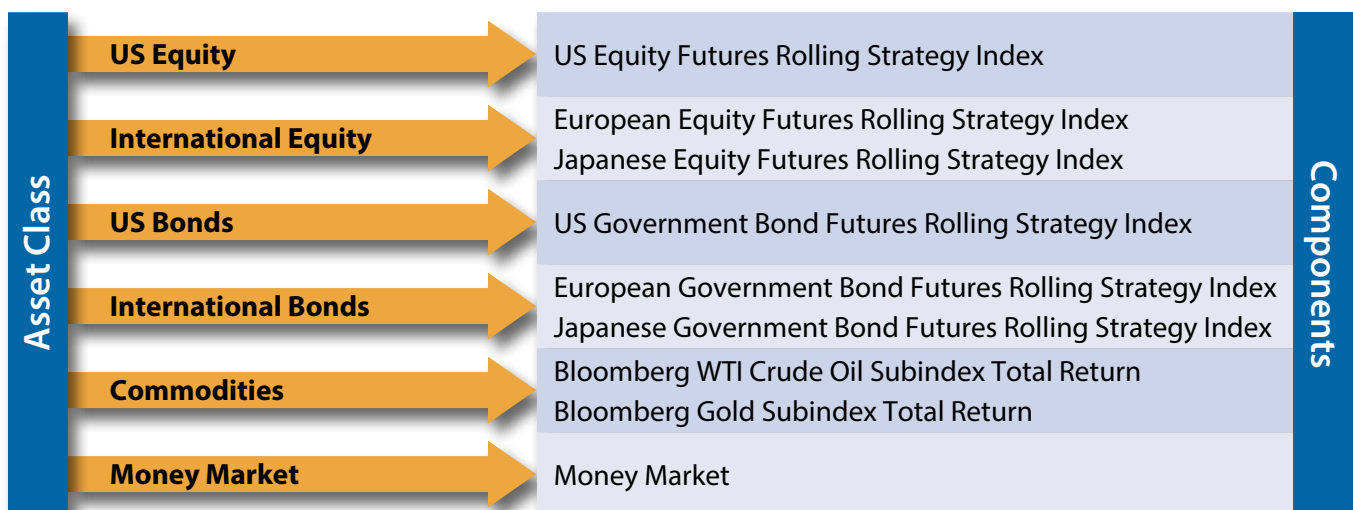 Asset Class
US Equity
US Equity Futures Rolling Strategy Index
International Equity
European Equity Futures Rolling Strategy Index
Japanese Equity Futures Rolling Strategy Index
US Bonds
US Government Bond Futures Rolling Strategy Index
International Bonds
European Government Bond Futures Rolling Strategy Index
Japanese Government Bond Futures Rolling Strategy Index
Commodities
Bloomberg WTI Crude Oil Subindex Total Return
Bloomberg Gold Subindex Total Return
Money Market
Money Market
Components